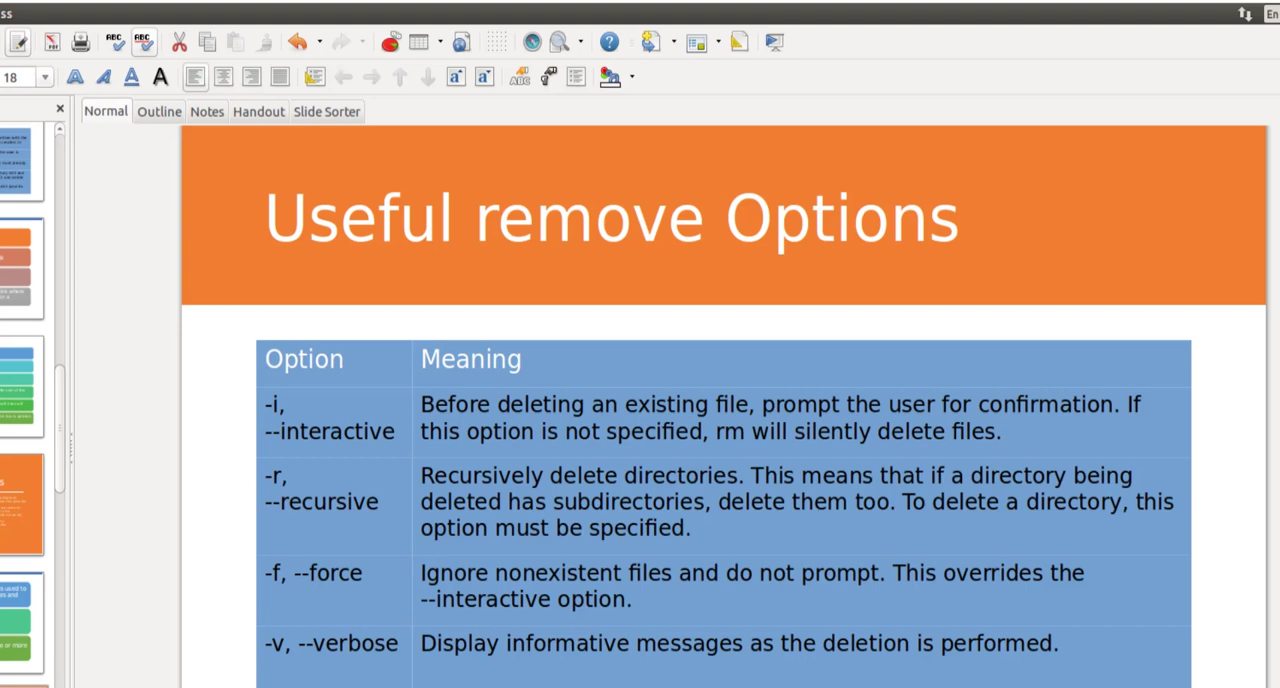 ss
En
18
Normal Outline Notes Handout Slide Sorter
Useful remove Options
Option Meaning
-i,
--interactive
Before deleting an existing file, prompt the user for confirmation. If
this option is not specified, rm will silently delete files.
-r,
--recursive
Recursively delete directories. This means that if a directory being
deleted has subdirectories, delete them too. To delete a directory, this
option must be specified.
-f, --force
Ignore nonexistent files and do not prompt. This overrides the
--interactive option.
-v, --verbose
Display informative messages as the deletion is performed.